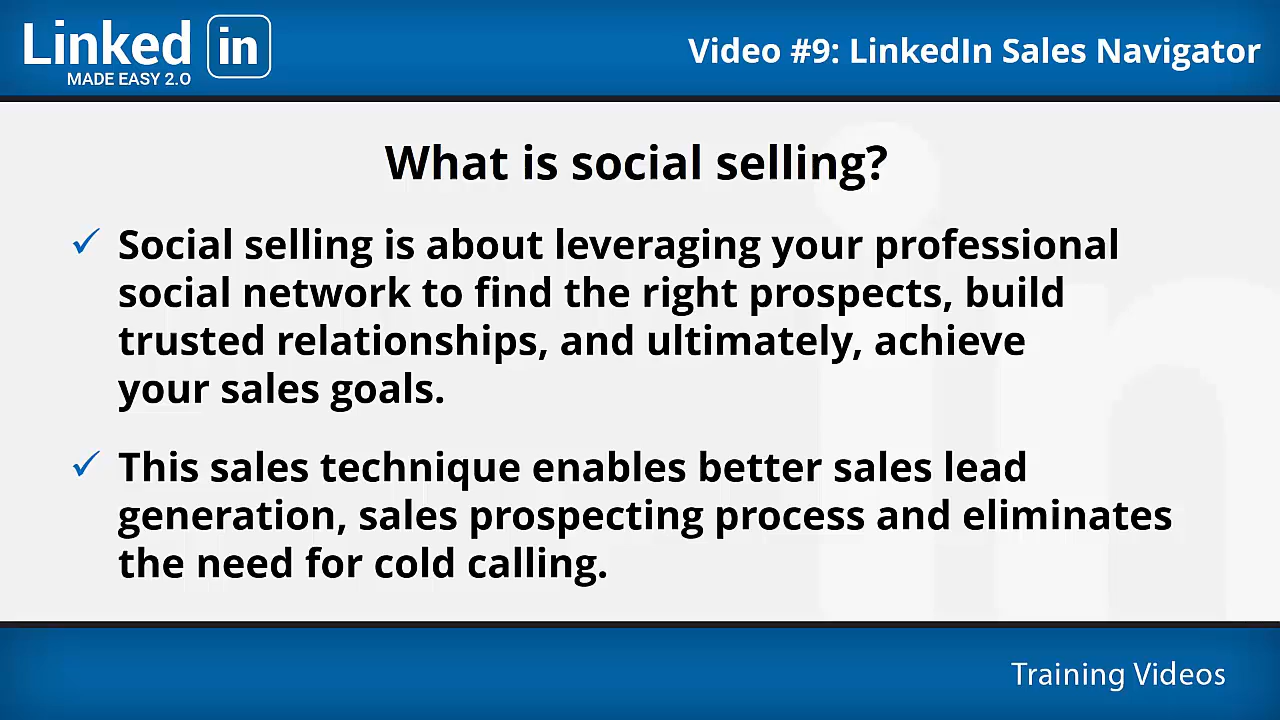 Linked in
MADE EASY 2.0
Video #9: LinkedIn Sales Navigator
What is social selling?
✓ Social selling is about leveraging your professional
social network to find the right prospects, build
trusted relationships, and ultimately, achieve
your sales goals.
✓ This sales technique enables better sales lead
generation, sales prospecting process and eliminates
the need for cold calling.
in
Training Videos